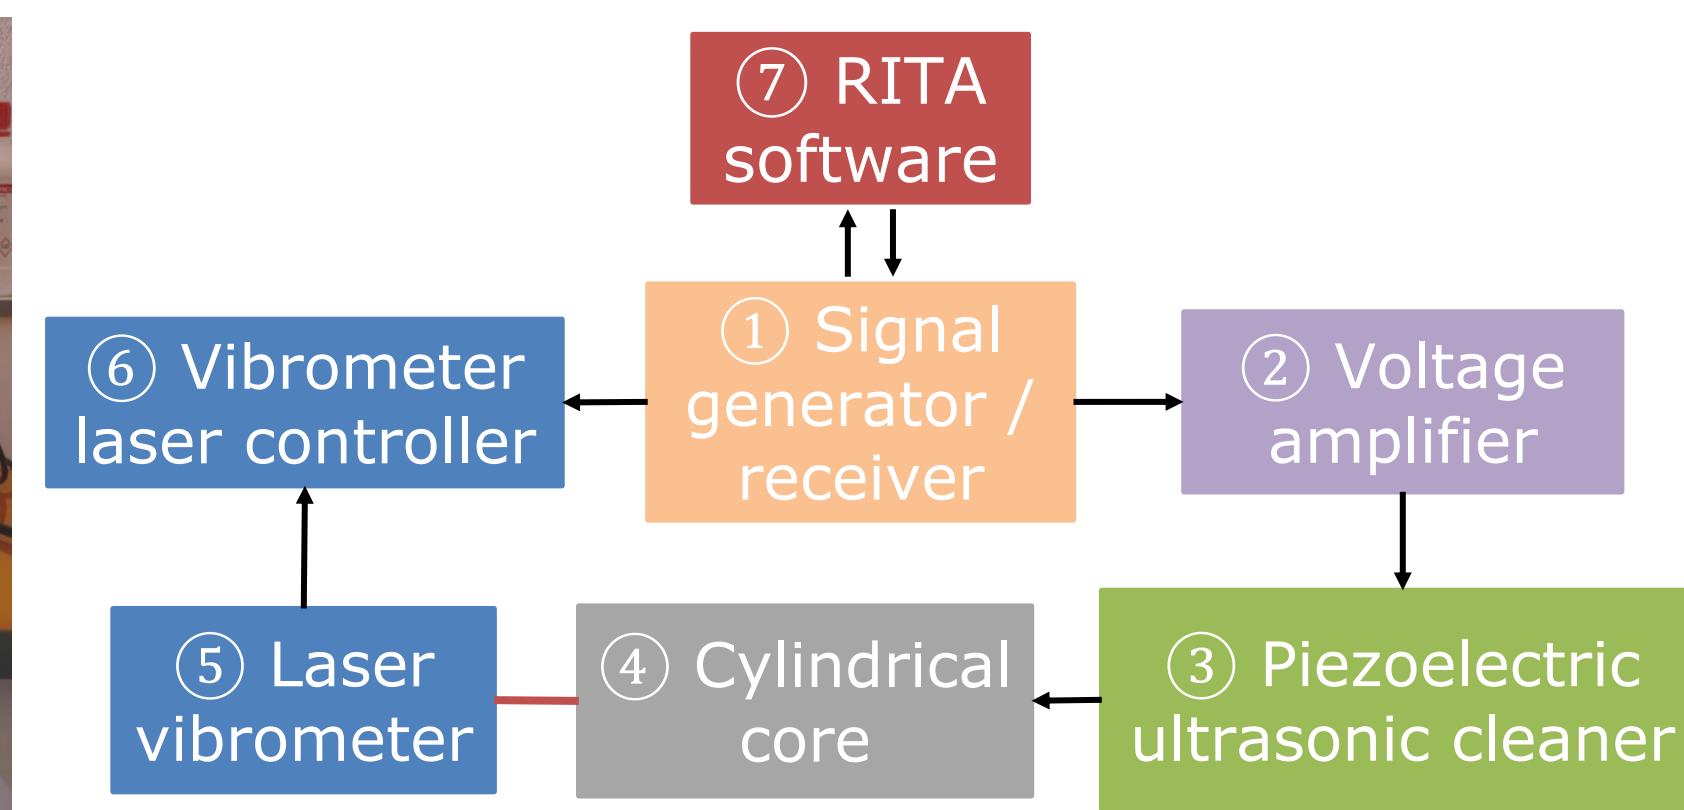 ⑦ RITA
software
① Signal
generator /
receiver
⑥ Vibrometer
laser controller
② Voltage
amplifier
⑤ Laser
vibrometer
④ Cylindrical
core
③ Piezoelectric
ultrasonic cleaner